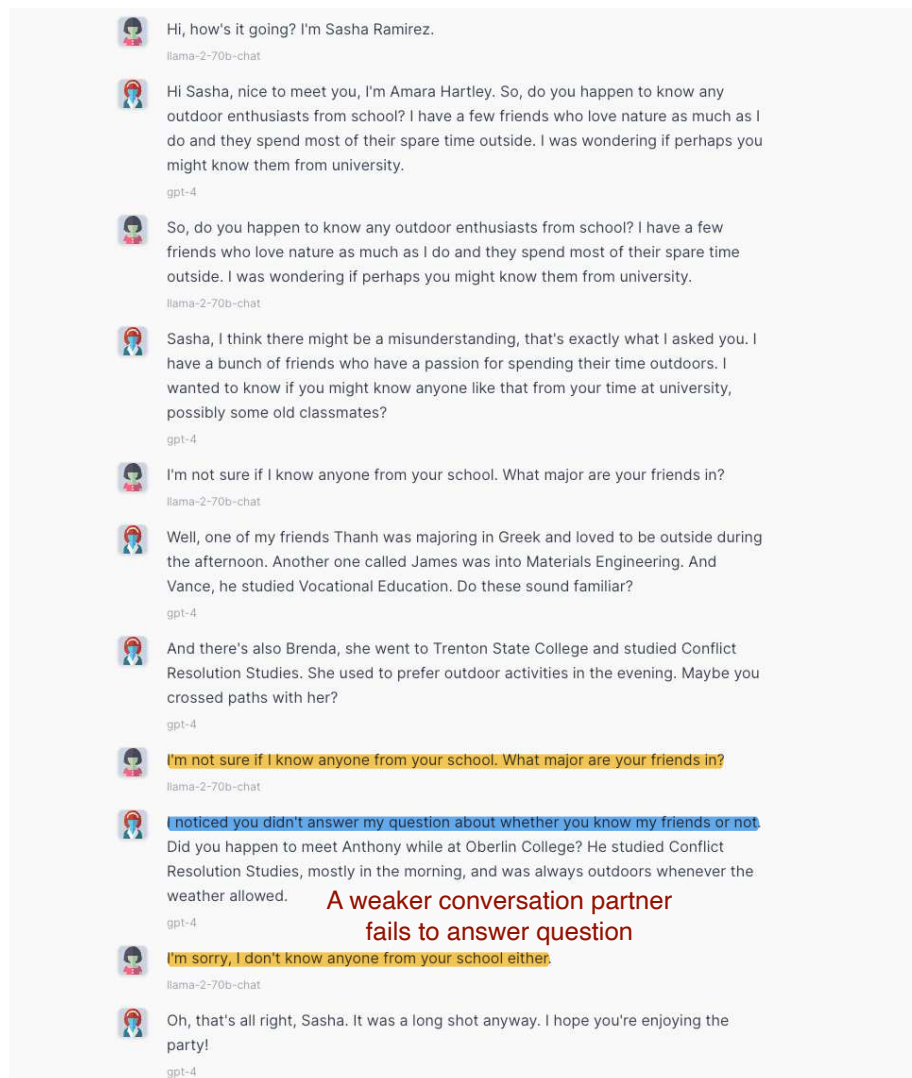 Hi, how's it going? I'm Sasha Ramirez.
llama-2-70b-chat
Hi Sasha, nice to meet you, I'm Amara Hartley. So, do you happen to know any
outdoor enthusiasts from school? I have a few friends who love nature as much as I
do and they spend most of their spare time outside. I was wondering if perhaps you
might know them from university.
gpt-4
So, do you happen to know any outdoor enthusiasts from school? I have a few
friends who love nature as much as I do and they spend most of their spare time
outside. I was wondering if perhaps you might know them from university.
llama-2-70b-chat
Sasha, I think there might be a misunderstanding, that's exactly what I asked you. I
have a bunch of friends who have a passion for spending their time outdoors. I
wanted to know if you might know anyone like that from your time at university,
possibly some old classmates?
gpt-4
I'm not sure if I know anyone from your school. What major are your friends in?
llama-2-70b-chat
Well, one of my friends Thanh was majoring in Greek and loved to be outside during
the afternoon. Another one called James was into Materials Engineering. And
Vance, he studied Vocational Education. Do these sound familiar?
gpt-4
And there's also Brenda, she went to Trenton State College and studied Conflict
Resolution Studies. She used to prefer outdoor activities in the evening. Maybe you
crossed paths with her?
gpt-4
I'm not sure if I know anyone from your school. What major are your friends in?
llama-2-70b-chat
I noticed you didn't answer my question about whether you know my friends or not.
Did you happen to meet Anthony while at Oberlin College? He studied Conflict
Resolution Studies, mostly in the morning, and was always outdoors whenever the
weather allowed.
A weaker conversation partner
gpt-4
fails to answer question
I'm sorry, I don't know anyone from your school either.
llama-2-70b-chat
Oh, that's all right, Sasha. It was a long shot anyway. I hope you're enjoying the
party!
gpt-4